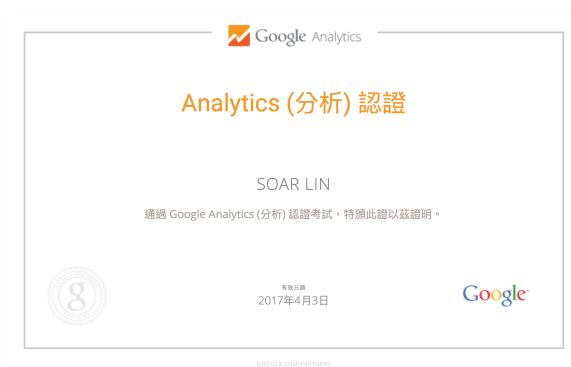 Google Analytics
Analytics (分析) 認證
SOAR LIN
通過 Google Analytics (分析) 認證考試，特頒此證以茲證明。
有效日期
2017年4月3日
Google
g
GOOGLE.COM/PARTNERS